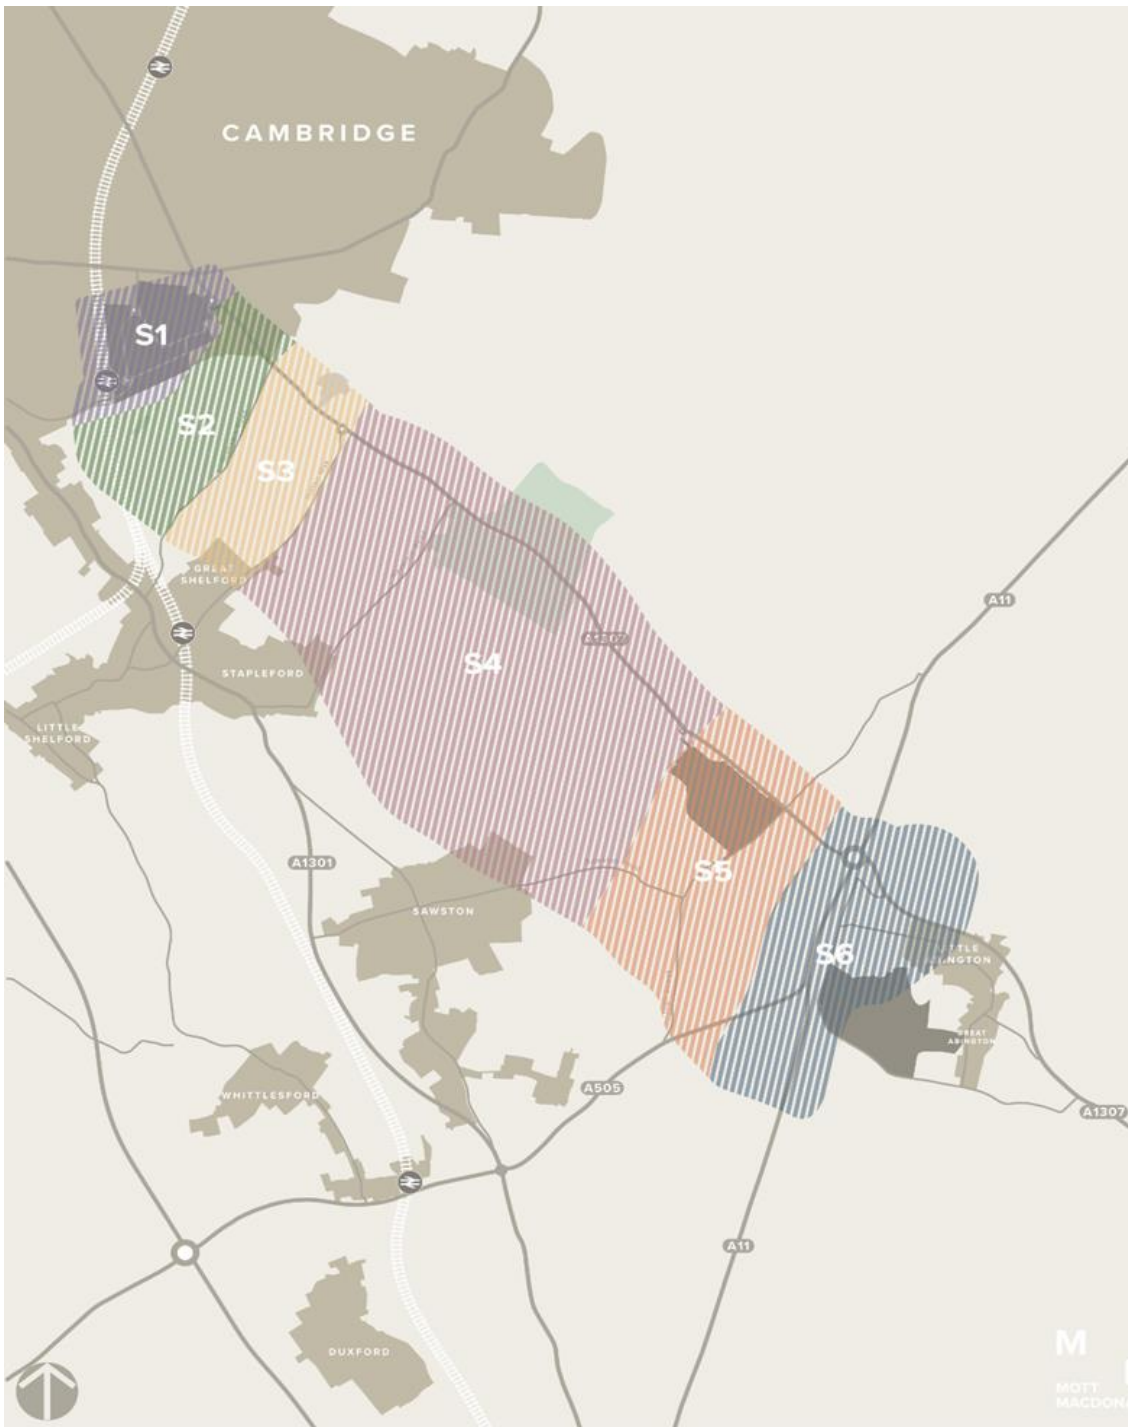 CAMBRIDGE
S1
S2
S3
GREAT
SHELFORD
STAPLEFORD
LITTLE
SHELFORD
S4
A1307
A11
A1301
SAWSTON
S5
S6
GREAT
ABINGTON
WHITTLESFORD
A505
A1307
A11
DUXFORD
M
MOTT